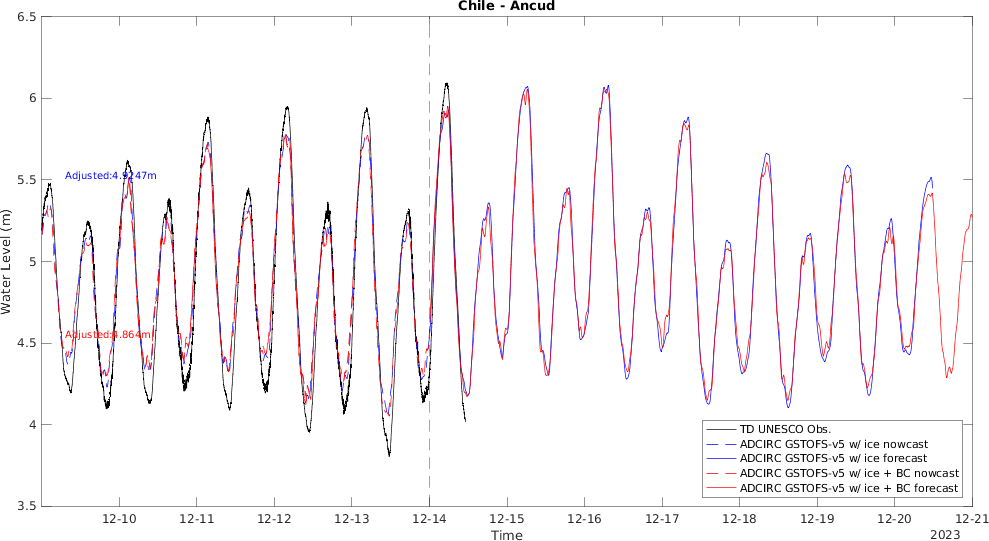 Chile - Ancud
6.5
6
5.5
5
4.5
4
3.5
Water Level (m)
Adjusted:4.9247m
Adjusted:4.864m
TD UNESCO Obs.
ADCIRC GSTOFS-v5 w/ ice nowcast
ADCIRC GSTOFS-v5 w/ ice forecast
ADCIRC GSTOFS-v5 w/ ice + BC nowcast
ADCIRC GSTOFS-v5 w/ ice + BC forecast
12-10 12-11 12-12 12-13 12-14 12-15 12-16 12-17 12-18 12-19 12-20 12-21
Time
2023